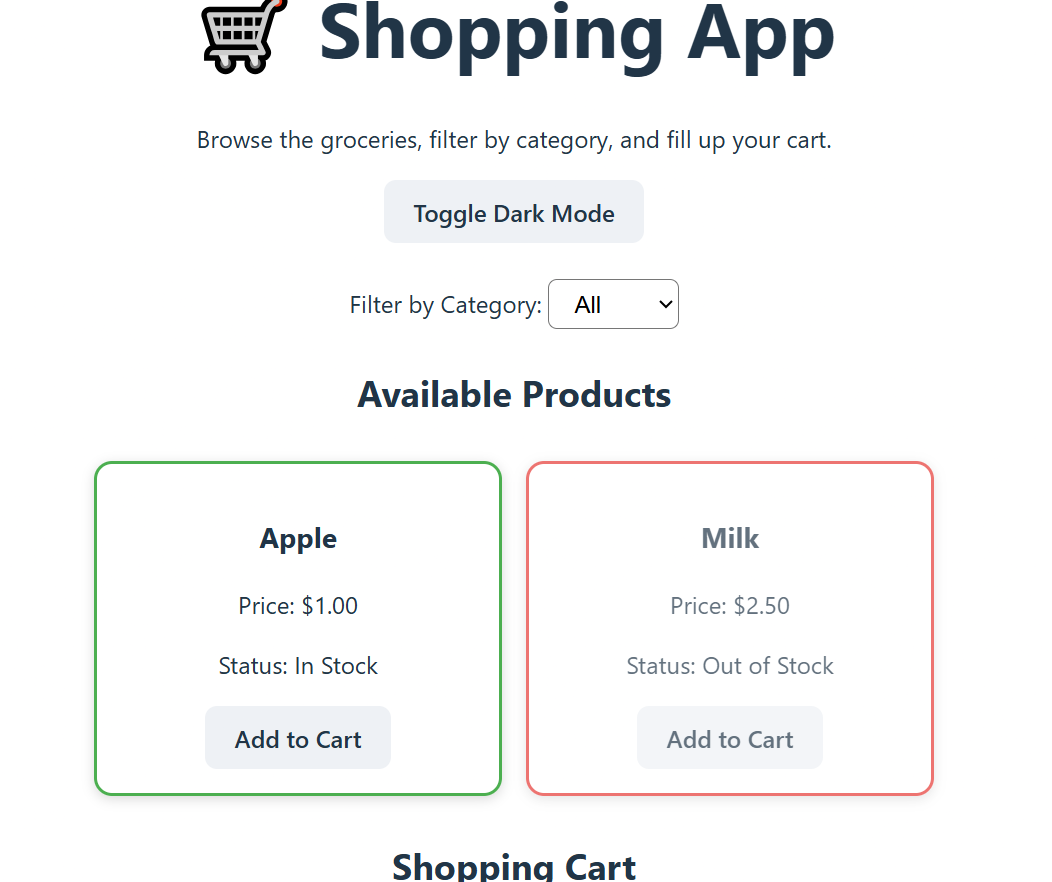 Shopping App
Browse the groceries, filter by category, and fill up your cart.
Toggle Dark Mode
Filter by Category: All
Available Products
Apple
Price: $1.00
Status: In Stock
Add to Cart
Milk
Price: $2.50
Status: Out of Stock
Add to Cart
Shopping Cart